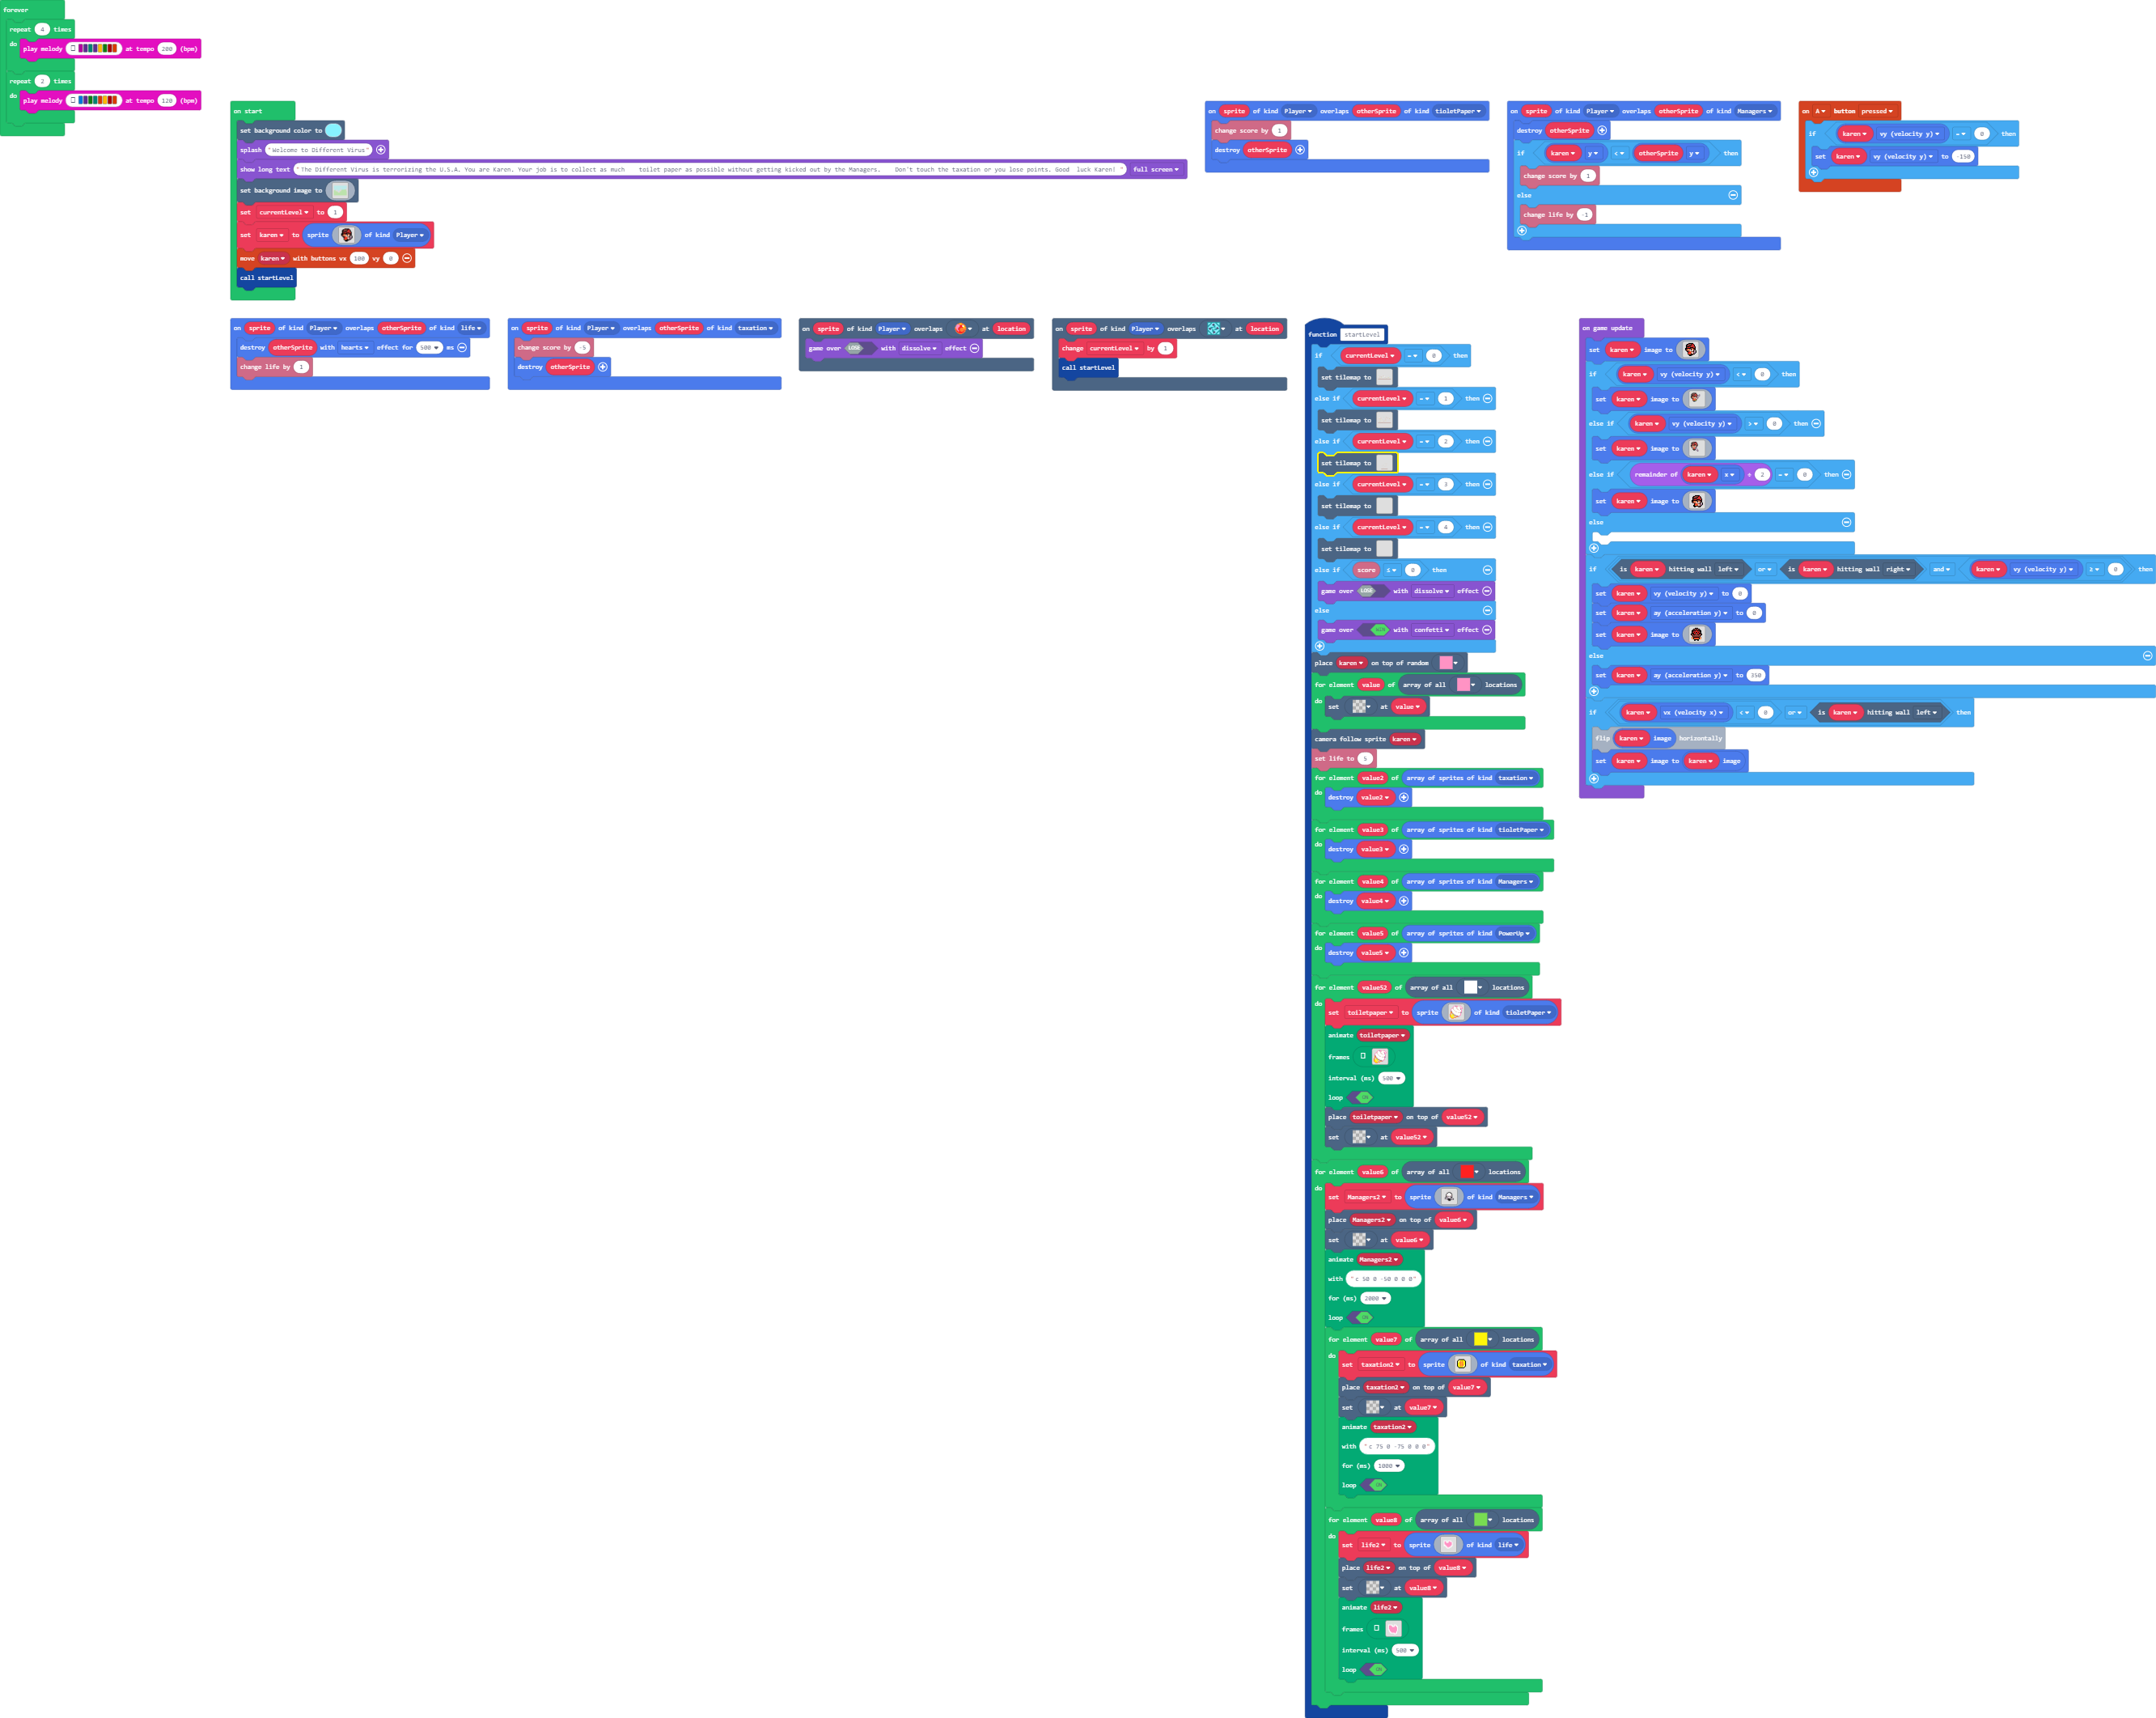 forever
repeat 4 times
do
play melody at tempo 200 (bpm)
repeat 2 times
do
play melody at tempo 120 (bpm)
on start
set background color to
splash "Welcome to Different Virus"
show long text "The Different Virus is terrorizing the U.S.A. You are Karen. Your job is to collect as much toilet paper as possible without getting kicked out by the Managers. Don't touch the taxation or you lose points. Good luck Karen! " full screen
set background image to
set currentLevel to 1
set karen to sprite of kind Player
move karen with buttons vx 100 vy 0
call startLevel
on sprite of kind Player overlaps otherSprite of kind tioletPaper
change score by 1
destroy otherSprite
on sprite of kind Player overlaps otherSprite of kind Managers
destroy otherSprite
if karen y < otherSprite y then
change score by 1
else
change life by -1
on A button pressed
if karen vy (velocity y) = 0 then
set karen vy (velocity y) to -150
on sprite of kind Player overlaps otherSprite of kind life
destroy otherSprite with hearts effect for 500 ms
change life by 1
on sprite of kind Player overlaps otherSprite of kind taxation
change score by -5
destroy otherSprite
on sprite of kind Player overlaps at location
game over LOSE with dissolve effect
on sprite of kind Player overlaps at location
change currentLevel by 1
call startLevel
function startLevel
if currentLevel = 0 then
set tilemap to
else if currentLevel = 1 then
set tilemap to
else if currentLevel = 2 then
set tilemap to
else if currentLevel = 3 then
set tilemap to
else if currentLevel = 4 then
set tilemap to
else if score ≤ 0 then
game over LOSE with dissolve effect
else
game over WIN with confetti effect
place karen on top of random
for element value of array of all locations
do
set at value
camera follow sprite karen
set life to 5
for element value2 of array of sprites of kind taxation
do
destroy value2
for element value3 of array of sprites of kind tioletPaper
do
destroy value3
for element value4 of array of sprites of kind Managers
do
destroy value4
for element value5 of array of sprites of kind PowerUp
do
destroy value5
for element value52 of array of all locations
do
set toiletpaper to sprite of kind tioletPaper
animate toiletpaper
frames
interval (ms) 500
loop ON
place toiletpaper on top of value52
set at value52
for element value6 of array of all locations
do
set Managers2 to sprite of kind Managers
place Managers2 on top of value6
set at value6
animate Managers2
with "c 50 0 -50 0 0 0"
for (ms) 2000
loop ON
for element value7 of array of all locations
do
set taxation2 to sprite of kind taxation
place taxation2 on top of value7
set at value7
animate taxation2
with "c 75 0 -75 0 0 0"
for (ms) 1000
loop ON
for element value8 of array of all locations
do
set life2 to sprite of kind life
place life2 on top of value8
set at value8
animate life2
frames
interval (ms) 500
loop ON
on game update
set karen image to
if karen vy (velocity y) < 0 then
set karen image to
else if karen vy (velocity y) > 0 then
set karen image to
else if remainder of karen x ÷ 2 = 0 then
set karen image to
else
if is karen hitting wall left or is karen hitting wall right and karen vy (velocity y) ≥ 0 then
set karen vy (velocity y) to 0
set karen ay (acceleration y) to 0
set karen image to
else
set karen ay (acceleration y) to 350
if karen vx (velocity x) < 0 or is karen hitting wall left then
flip karen image horizontally
set karen image to karen image